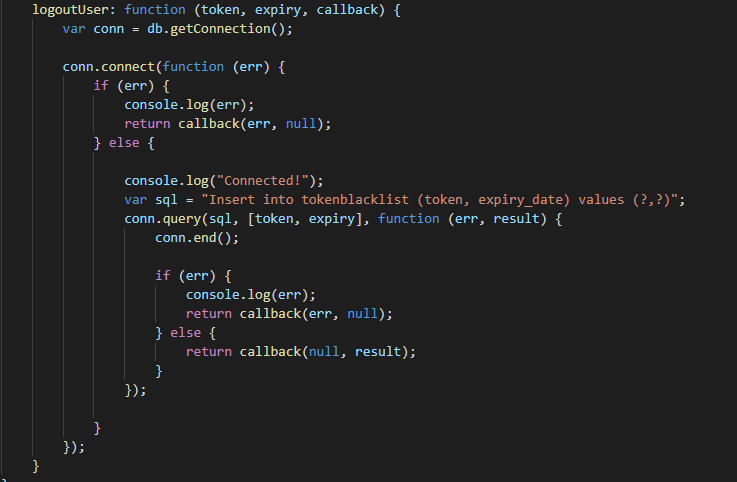 logoutUser: function (token, expiry, callback) {
var conn = db.getConnection();
conn.connect(function (err) {
if (err) {
console.log(err);
return callback(err, null);
} else {
console.log("Connected!");
var sql = "Insert into tokenblacklist (token, expiry_date) values (?,?)";
conn.query(sql, [token, expiry], function (err, result) {
conn.end();
if (err) {
console.log(err);
return callback(err, null);
} else {
return callback(null, result);
}
});
}
});
}